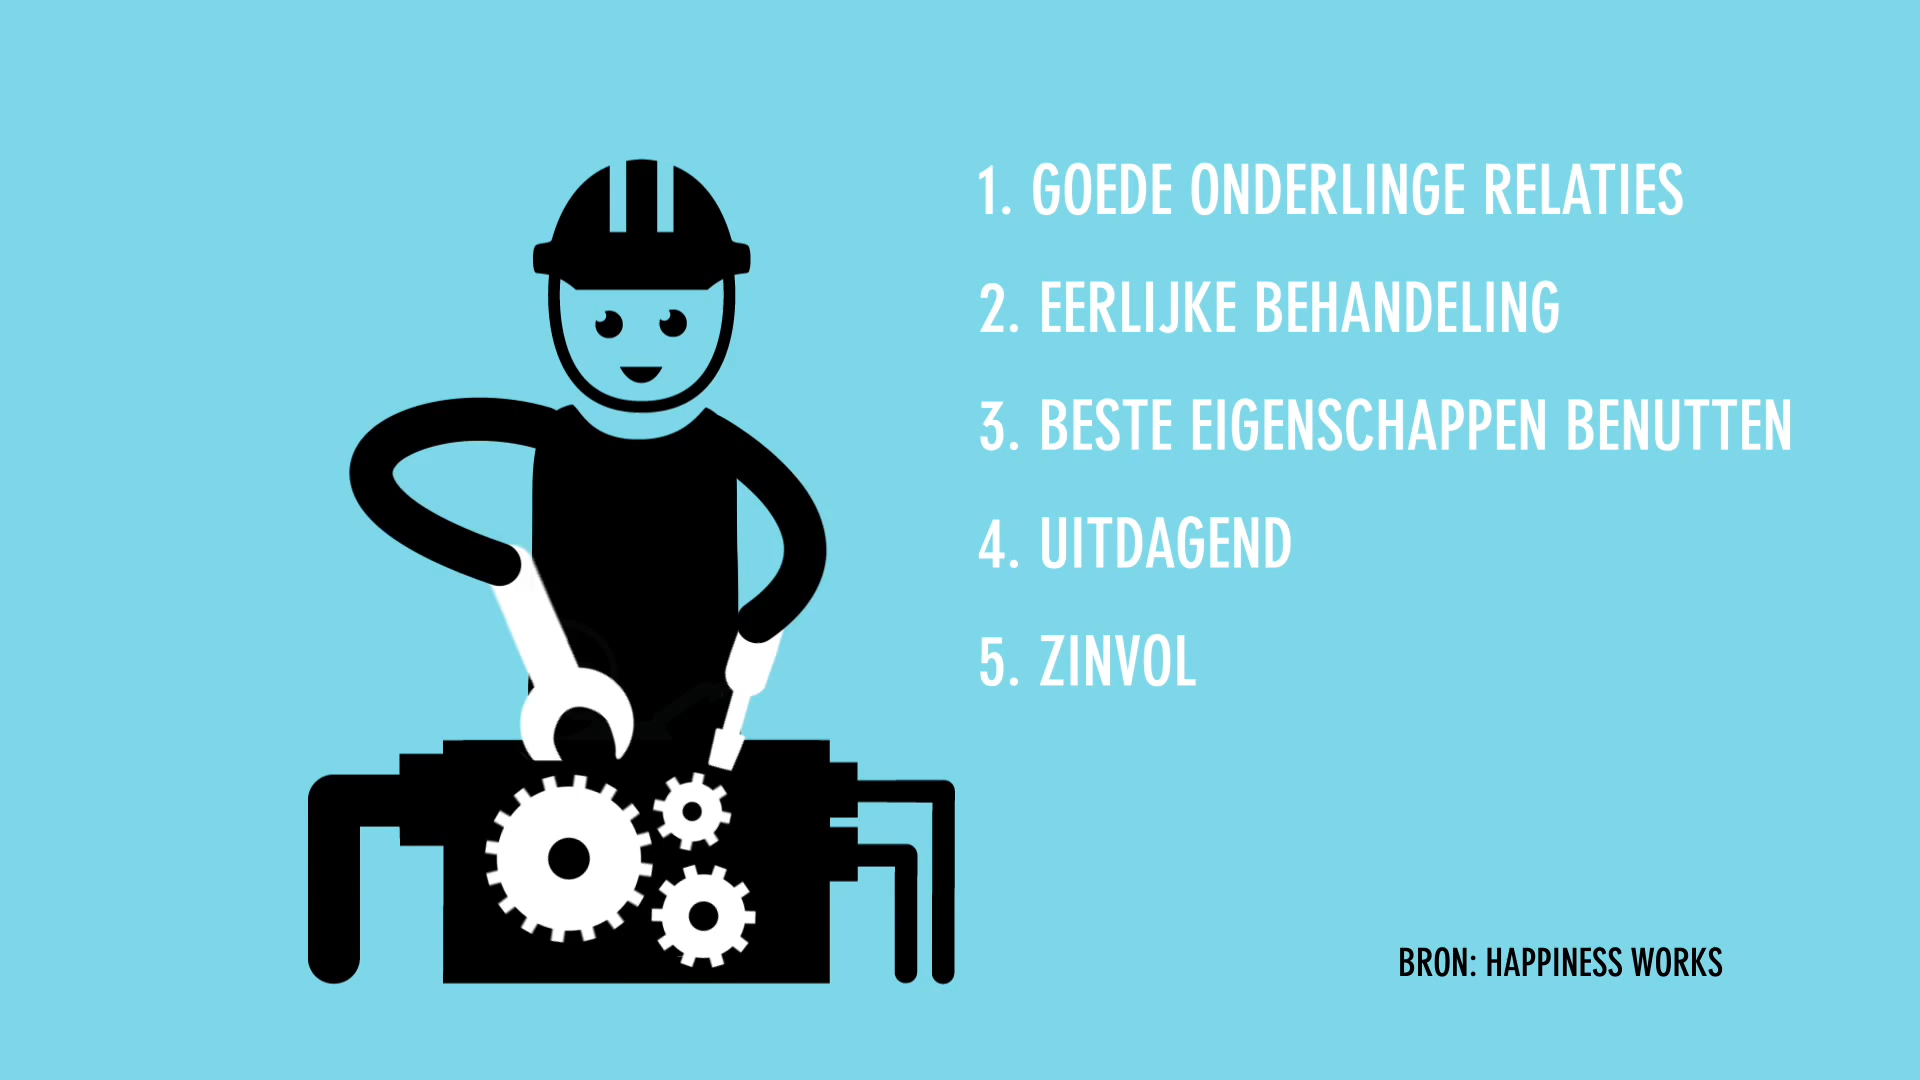 1. GOEDE ONDERLINGE RELATIES
2. EERLIJKE BEHANDELING
3. BESTE EIGENSCHAPPEN BENUTTEN
4. UITDAGEND
5. ZINVOL
BRON: HAPPINESS WORKS